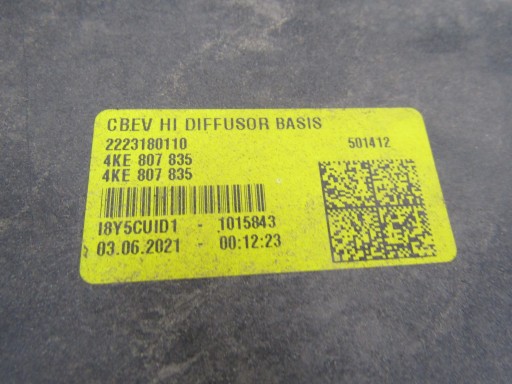 CBEV HI DIFFUSOR BASIS
2223180110 501412
4KE 807 835
4KE 807 835
I8Y5CUID1 - 1015843
03.06.2021 - 00:12:23